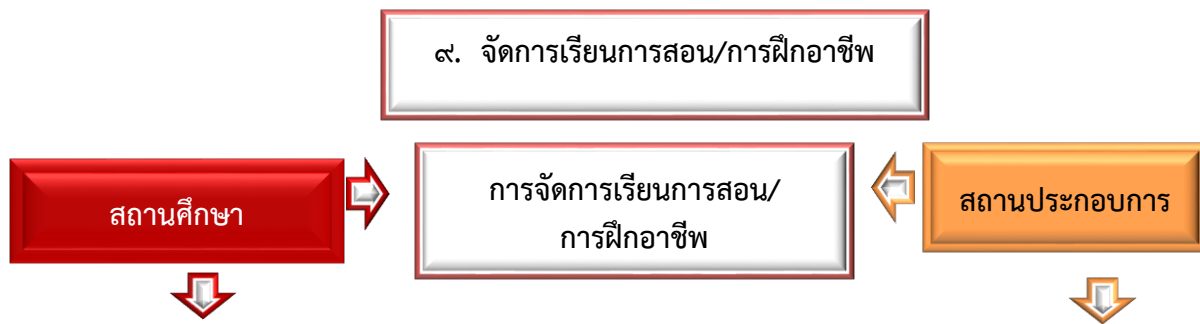 ๙. จัดการเรียนการสอน/การฝึกอาชีพ
สถานศึกษา
การจัดการเรียนการสอน/
การฝึกอาชีพ
สถานประกอบการ